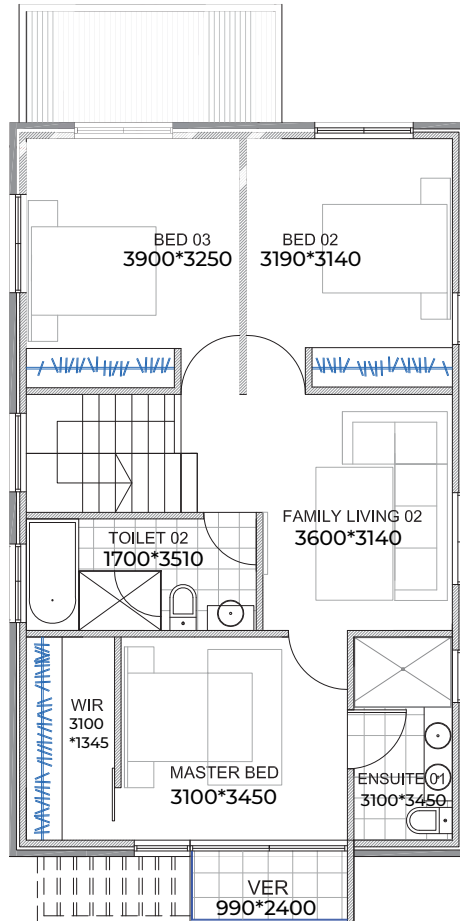 BED 03
3900*3250
BED 02
3190*3140
FAMILY LIVING 02
3600*3140
TOILET 02
1700*3510
WIR
3100
*1345
MASTER BED
3100*3450
ENSUITE 01
3100*3450
VER
990*2400